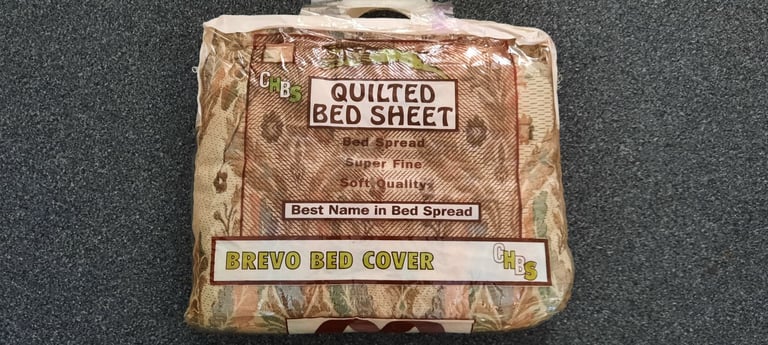 CHBS
QUILTED
BED SHEET
Bed Spread
Super Fine
Soft Quality
Best Name in Bed Spread
BREVO BED COVER
CHBS